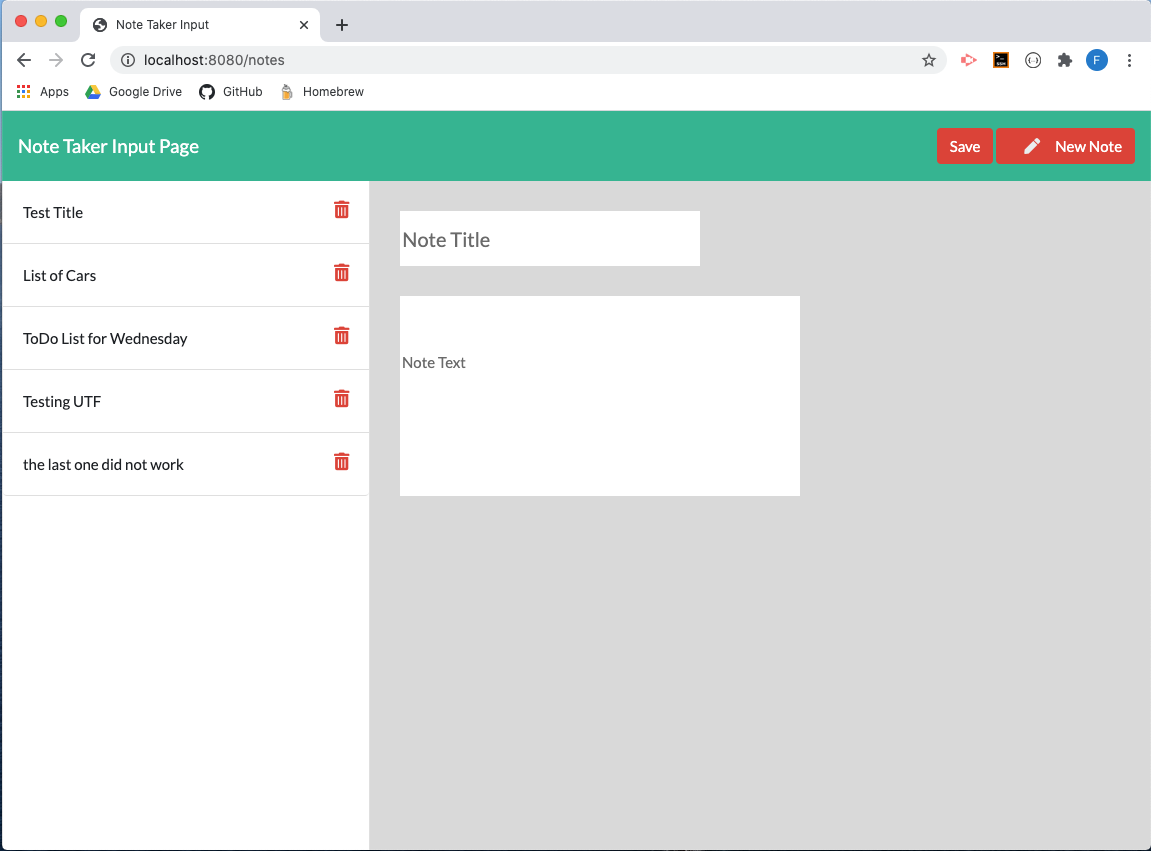 Note Taker Input
localhost:8080/notes
F
Apps Google Drive GitHub Homebrew
Note Taker Input Page
Save New Note
Test Title
List of Cars
ToDo List for Wednesday
Testing UTF
the last one did not work
Note Title
Note Text